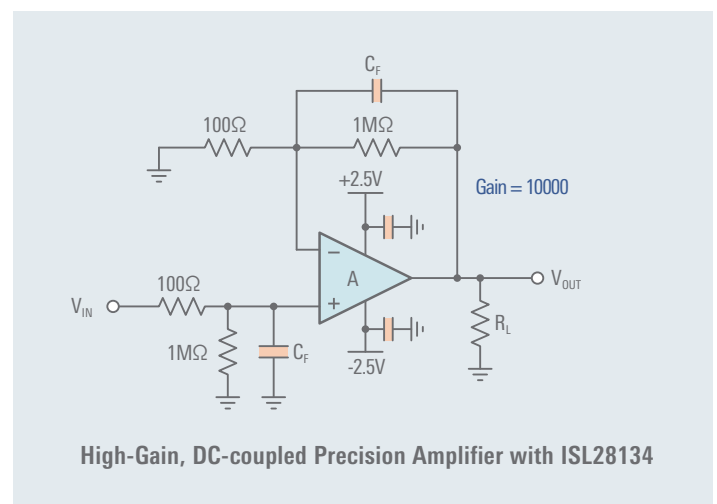 C_F
100Ω
1MΩ
+2.5V
Gain = 10000
A
−
+
100Ω
V_IN
V_OUT
1MΩ
C_F
R_L
-2.5V
High-Gain, DC-coupled Precision Amplifier with ISL28134